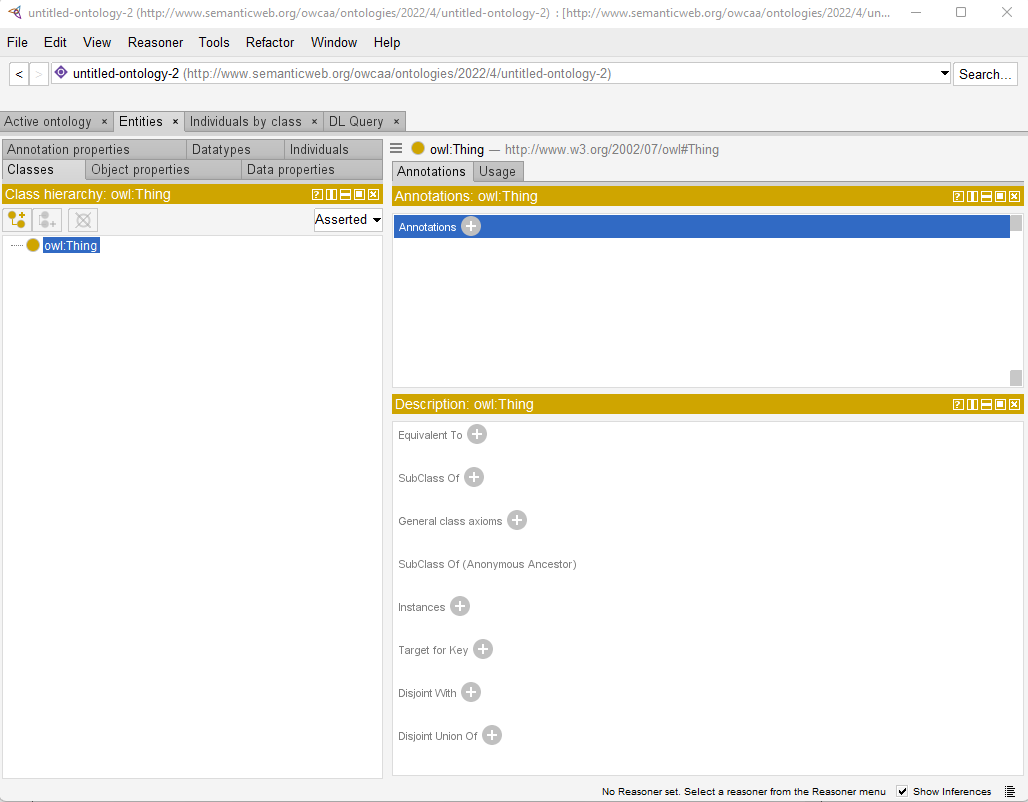 untitled-ontology-2 (http://www.semanticweb.org/owcaa/ontologies/2022/4/untitled-ontology-2) : [http://www.semanticweb.org/owcaa/ontologies/2022/4/un...
File Edit View Reasoner Tools Refactor Window Help
< > untitled-ontology-2 (http://www.semanticweb.org/owcaa/ontologies/2022/4/untitled-ontology-2) Search...
Active ontology × Entities × Individuals by class × DL Query ×
Annotation properties Datatypes Individuals
Classes Object properties Data properties
Class hierarchy: owl:Thing
Asserted
owl:Thing
owl:Thing — http://www.w3.org/2002/07/owl#Thing
Annotations Usage
Annotations: owl:Thing
Annotations
Description: owl:Thing
Equivalent To
SubClass Of
General class axioms
SubClass Of (Anonymous Ancestor)
Instances
Target for Key
Disjoint With
Disjoint Union Of
No Reasoner set. Select a reasoner from the Reasoner menu Show Inferences